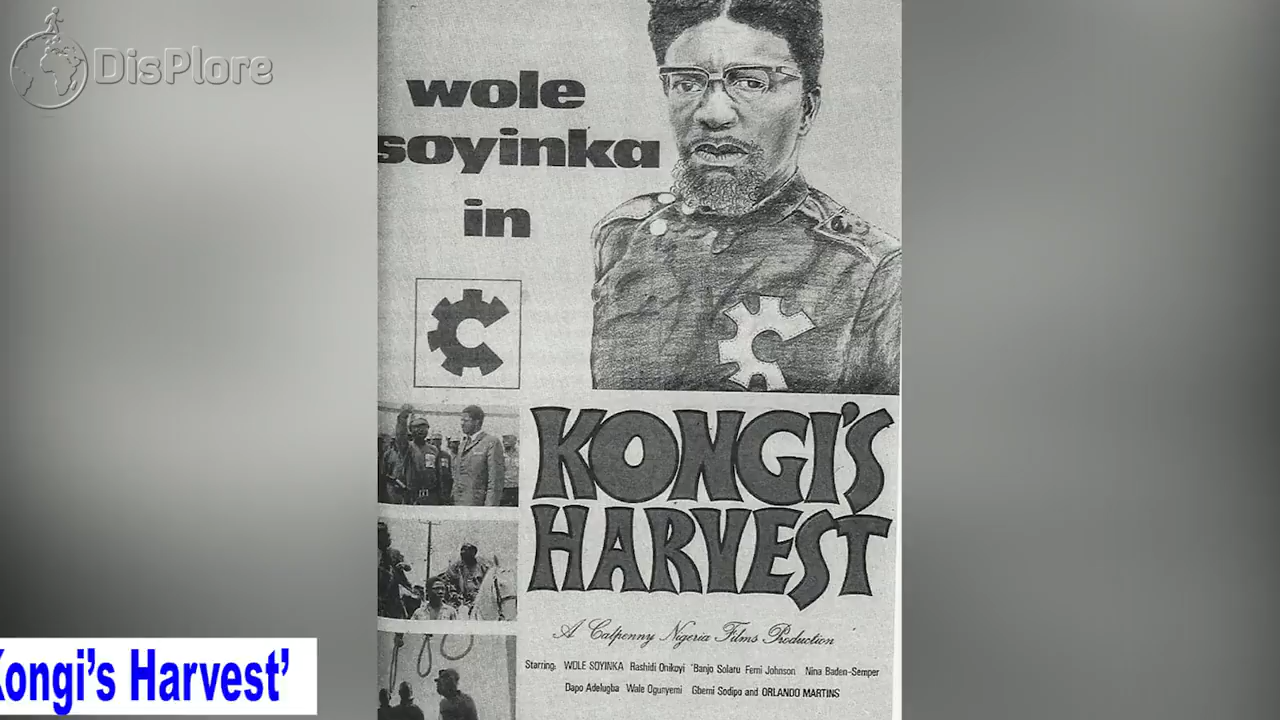 DisPlore
wole
soyinka
in
KONGI'S
HARVEST
A Calpenny Nigeria Films Production
Starring: WOLE SOYINKA Rashidi Onikoyi 'Banjo Solaru Femi Johnson Nina Baden-Semper
Dapo Adelugba Wale Ogunyemi Gbemi Sodipo and ORLANDO MARTINS
Kongi's Harvest'